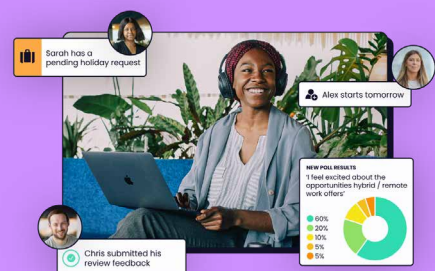 Sarah has a
pending holiday request
Alex starts tomorrow
NEW POLL RESULTS
'I feel excited about the
opportunities hybrid / remote
work offers'
60%
20%
10%
5%
5%
Chris submitted his
review feedback